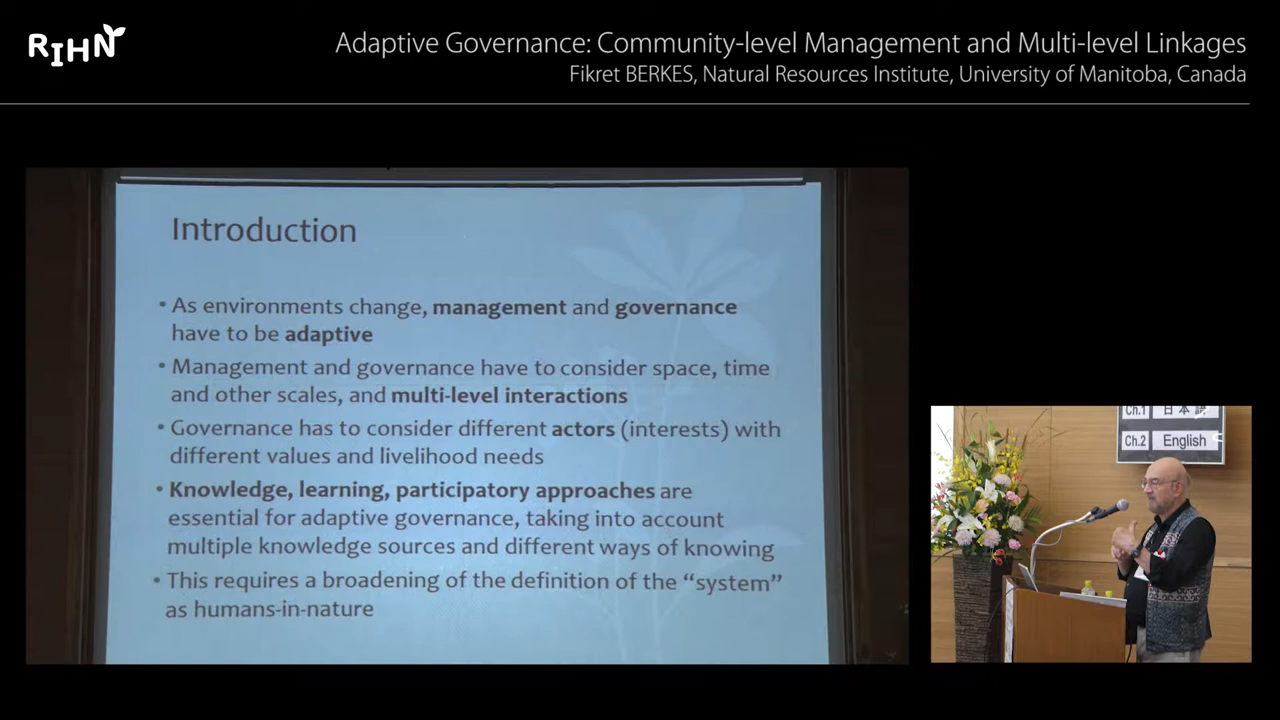 RIHN
Adaptive Governance: Community-level Management and Multi-level Linkages
Fikret BERKES, Natural Resources Institute, University of Manitoba, Canada
Introduction
• As environments change, management and governance
have to be adaptive
• Management and governance have to consider space, time
and other scales, and multi-level interactions
• Governance has to consider different actors (interests) with
different values and livelihood needs
• Knowledge, learning, participatory approaches are
essential for adaptive governance, taking into account
multiple knowledge sources and different ways of knowing
• This requires a broadening of the definition of the “system”
as humans-in-nature
Ch.1 日本語
Ch.2 English